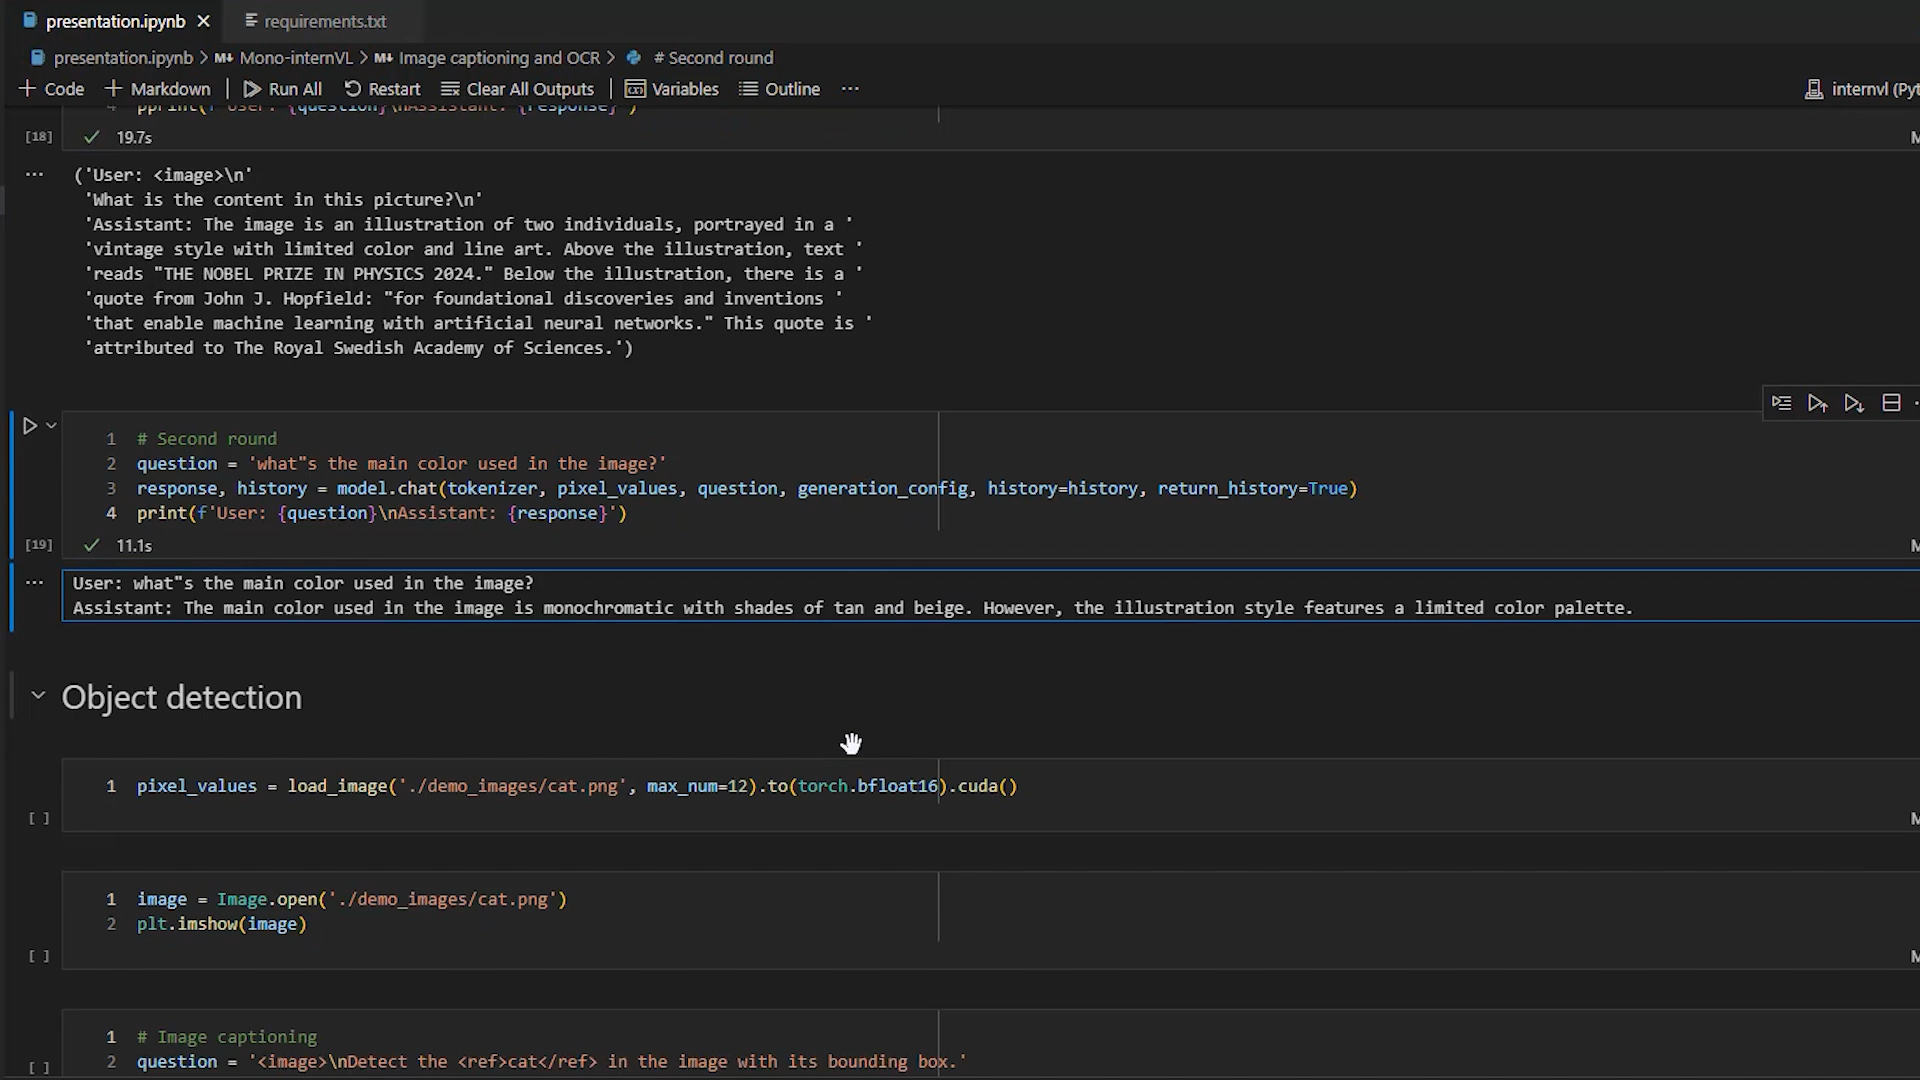 presentation.ipynb
requirements.txt
presentation.ipynb > M↓ Mono-internVL > M↓ Image captioning and OCR > # Second round
+ Code + Markdown | Run All Restart Clear All Outputs | Variables Outline ... internvl (Pyt
4 pprint(f'User: {question}\nAssistant: {response}')
[18] ✓ 19.7s M
... ('User: <image>\n'
'What is the content in this picture?\n'
'Assistant: The image is an illustration of two individuals, portrayed in a '
'vintage style with limited color and line art. Above the illustration, text '
'reads "THE NOBEL PRIZE IN PHYSICS 2024." Below the illustration, there is a '
'quote from John J. Hopfield: "for foundational discoveries and inventions '
'that enable machine learning with artificial neural networks." This quote is '
'attributed to The Royal Swedish Academy of Sciences.')
1 # Second round
2 question = 'what"s the main color used in the image?'
3 response, history = model.chat(tokenizer, pixel_values, question, generation_config, history=history, return_history=True)
4 print(f'User: {question}\nAssistant: {response}')
[19] ✓ 11.1s M
... User: what"s the main color used in the image?
Assistant: The main color used in the image is monochromatic with shades of tan and beige. However, the illustration style features a limited color palette.
Object detection
1 pixel_values = load_image('./demo_images/cat.png', max_num=12).to(torch.bfloat16).cuda()
[ ] M
1 image = Image.open('./demo_images/cat.png')
2 plt.imshow(image)
[ ] M
1 # Image captioning
2 question = '<image>\nDetect the <ref>cat</ref> in the image with its bounding box.'
[ ] M